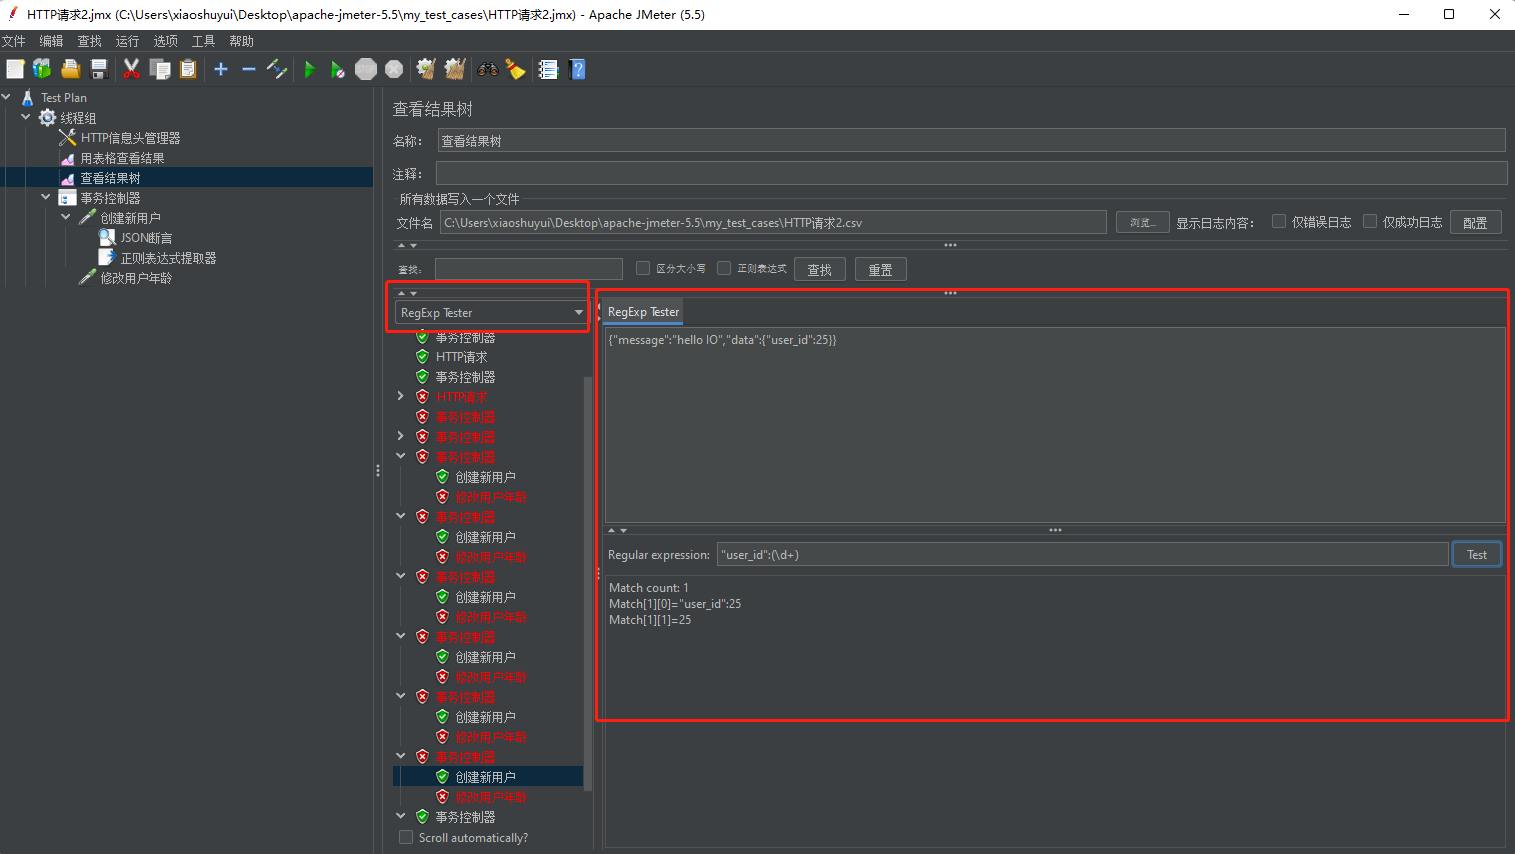 HTTP请求2.jmx (C:\Users\xiaoshuyui\Desktop\apache-jmeter-5.5\my_test_cases\HTTP请求2.jmx) - Apache JMeter (5.5)
文件 编辑 查找 运行 选项 工具 帮助
STOP
Test Plan
线程组
HTTP信息头管理器
用表格查看结果
查看结果树
事务控制器
创建新用户
JSON断言
正则表达式提取器
修改用户年龄
查看结果树
名称： 查看结果树
注释：
所有数据写入一个文件
文件名 C:\Users\xiaoshuyui\Desktop\apache-jmeter-5.5\my_test_cases\HTTP请求2.csv 浏览... 显示日志内容： 仅错误日志 仅成功日志 配置
查找： 区分大小写 正则表达式 查找 重置
RegExp Tester
事务控制器
HTTP请求
事务控制器
HTTP请求
事务控制器
事务控制器
事务控制器
创建新用户
修改用户年龄
事务控制器
创建新用户
修改用户年龄
事务控制器
创建新用户
修改用户年龄
事务控制器
创建新用户
修改用户年龄
事务控制器
创建新用户
修改用户年龄
事务控制器
创建新用户
修改用户年龄
事务控制器
Scroll automatically?
RegExp Tester
{"message":"hello IO","data":{"user_id":25}}
Regular expression: "user_id":(\d+) Test
Match count: 1
Match[1][0]="user_id":25
Match[1][1]=25